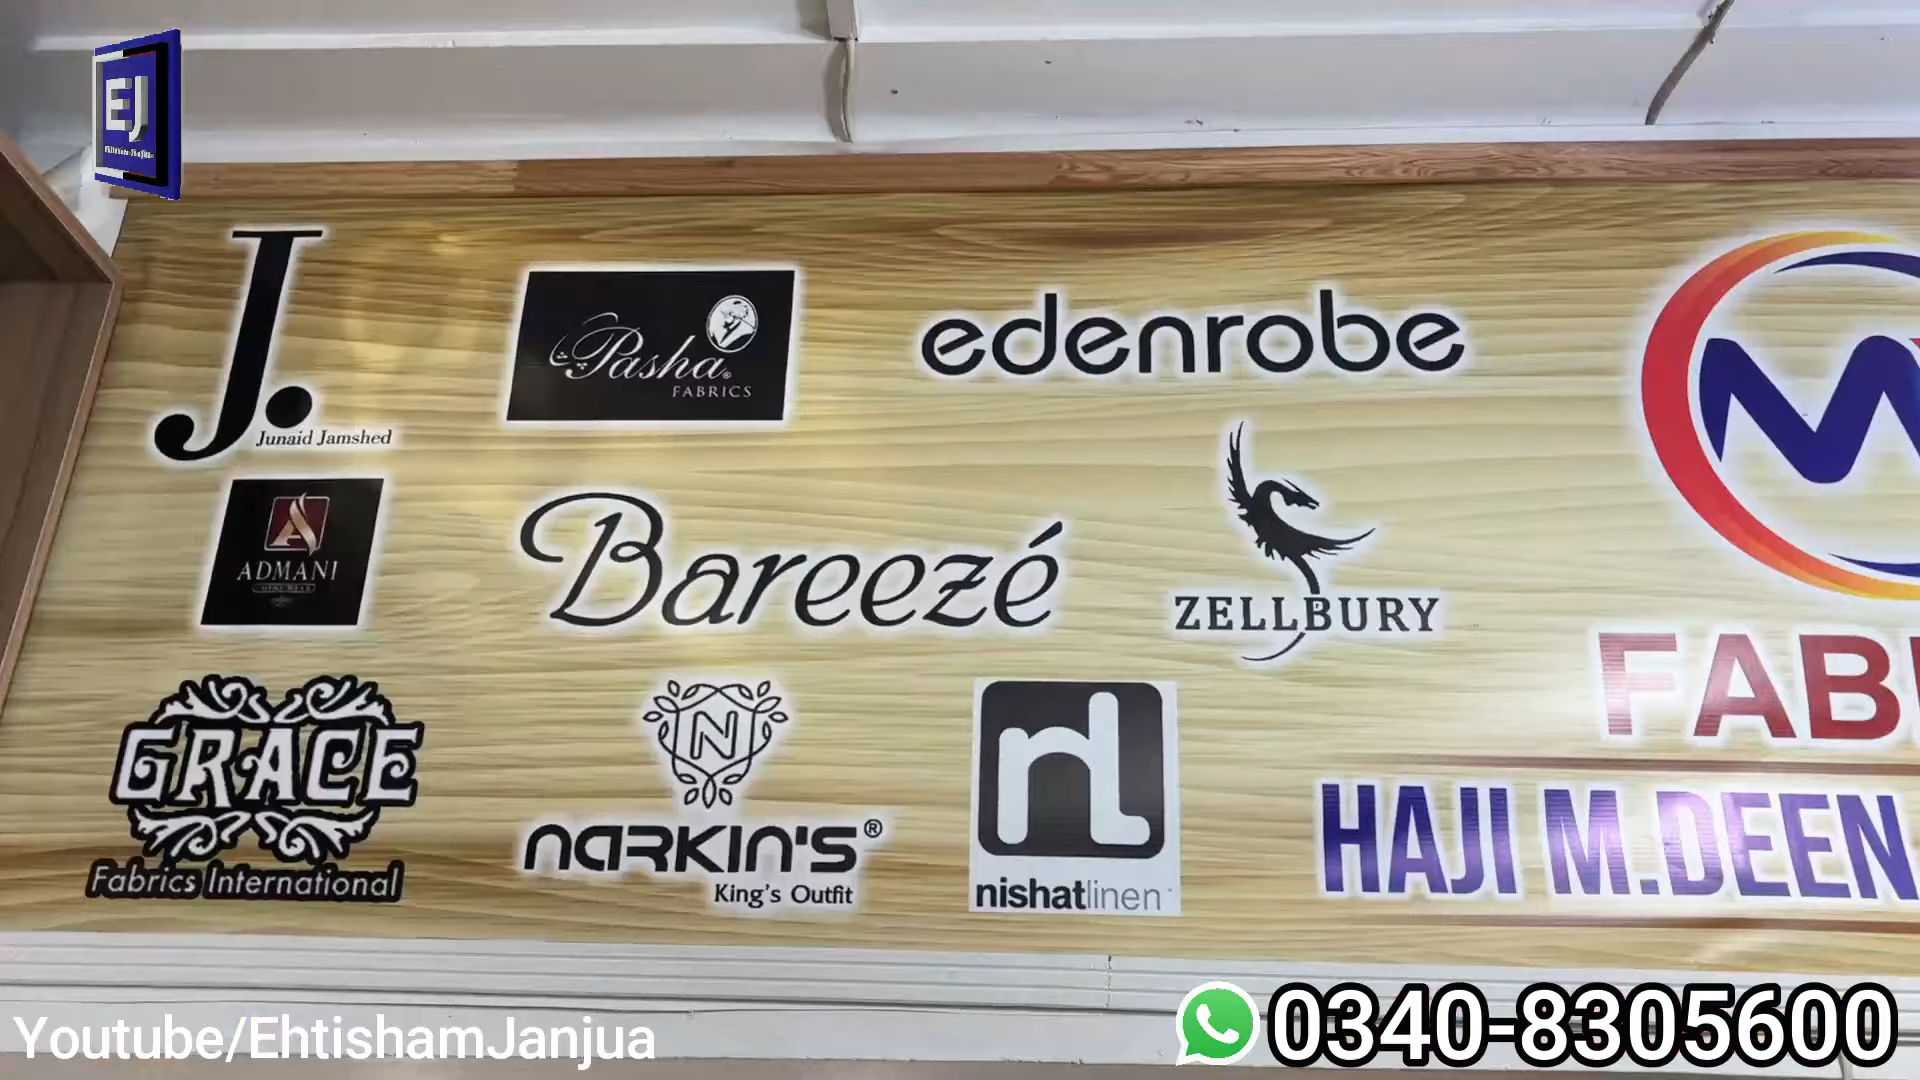 EJ
J.
Junaid Jamshed
Pasha®
FABRICS
edenrobe
M
ADMANI
Bareezé
ZELLBURY
FAB
GRACE
Fabrics International
N
NARKIN'S®
King's Outfit
nl
nishatlinen
HAJI M.DEEN
Youtube/EhtishamJanjua
0340-8305600